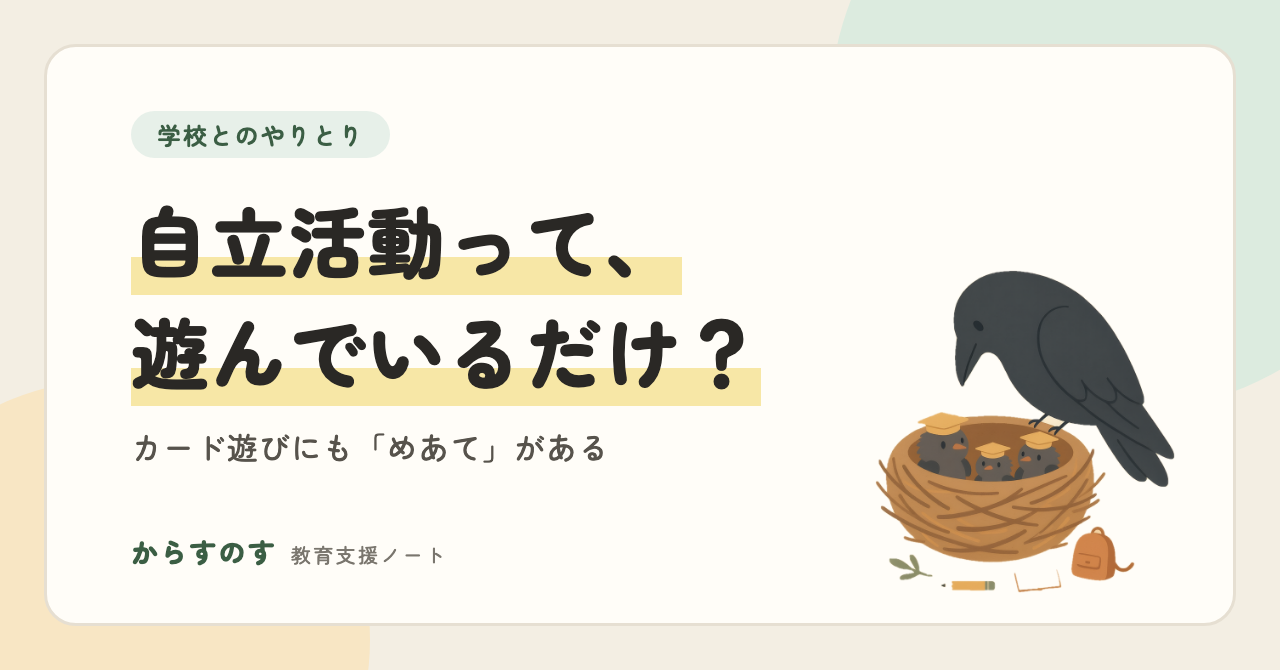 学校とのやりとり
自立活動って、
遊んでいるだけ？
カード遊びにも「めあて」がある
からすのす 教育支援ノート